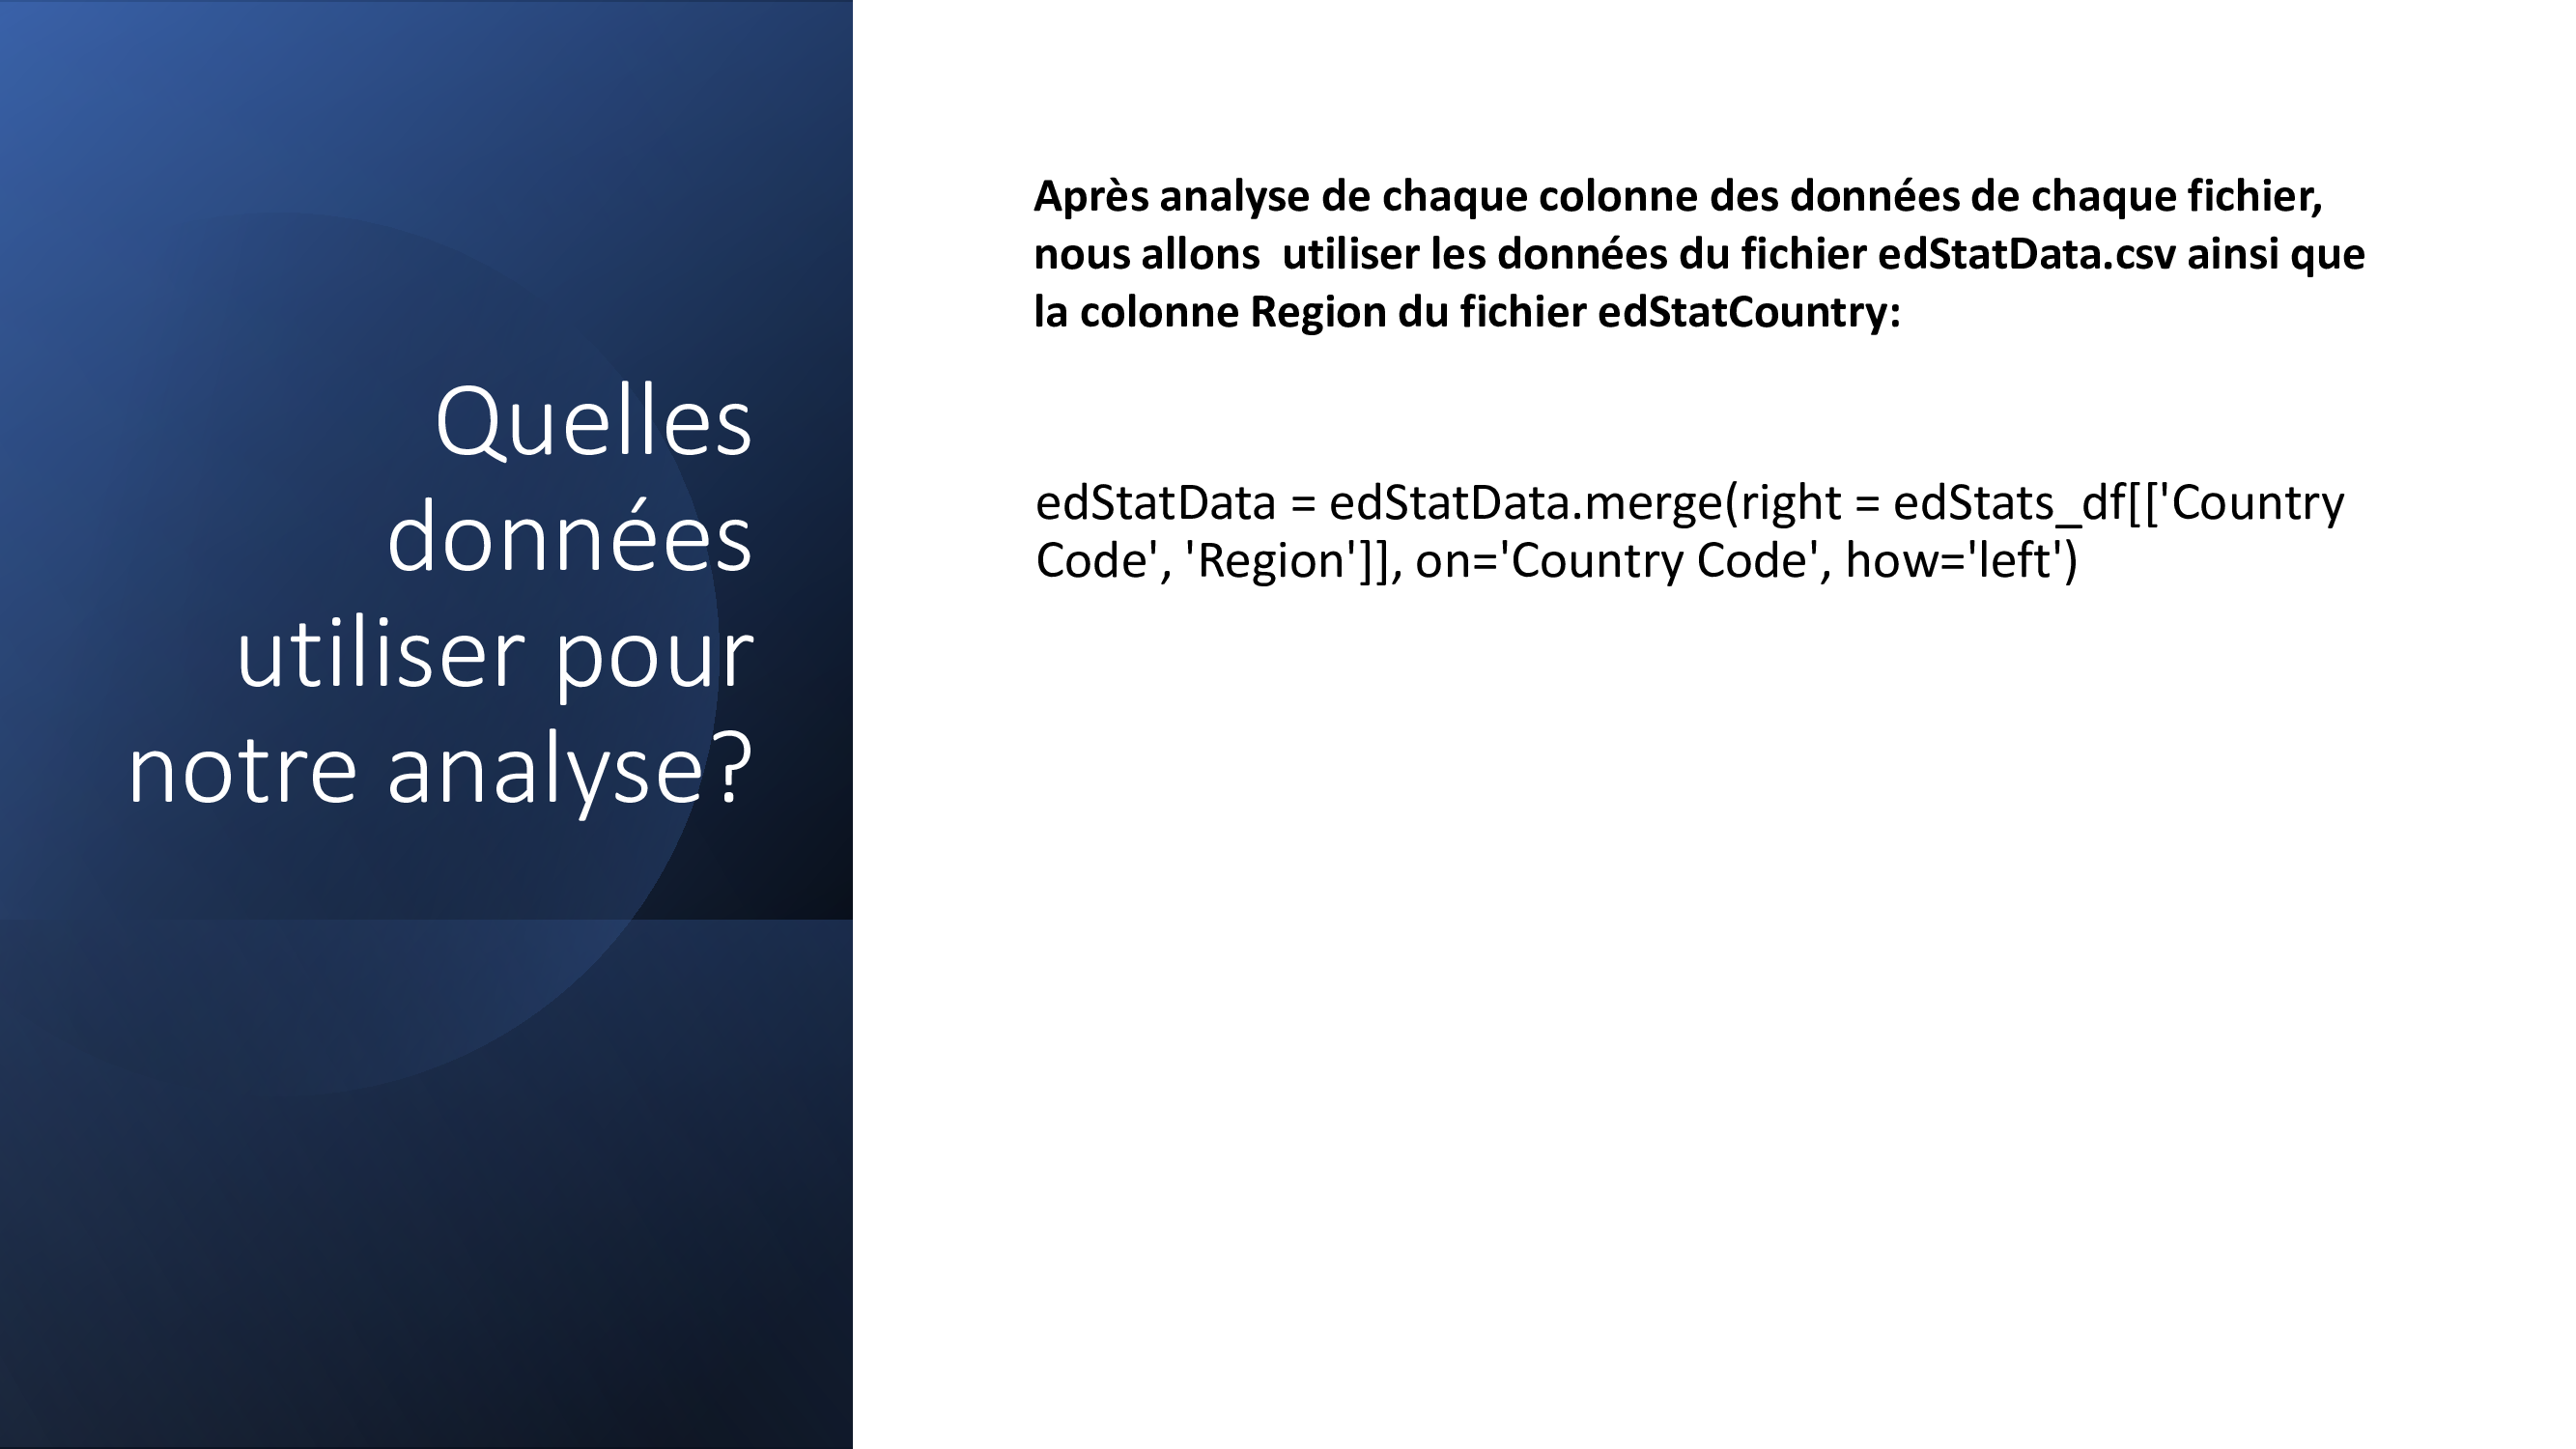 Quelles
données
utiliser pour
notre analyse?
Après analyse de chaque colonne des données de chaque fichier,
nous allons  utiliser les données du fichier edStatData.csv ainsi que
la colonne Region du fichier edStatCountry:
edStatData = edStatData.merge(right = edStats_df[['Country
Code', 'Region']], on='Country Code', how='left')